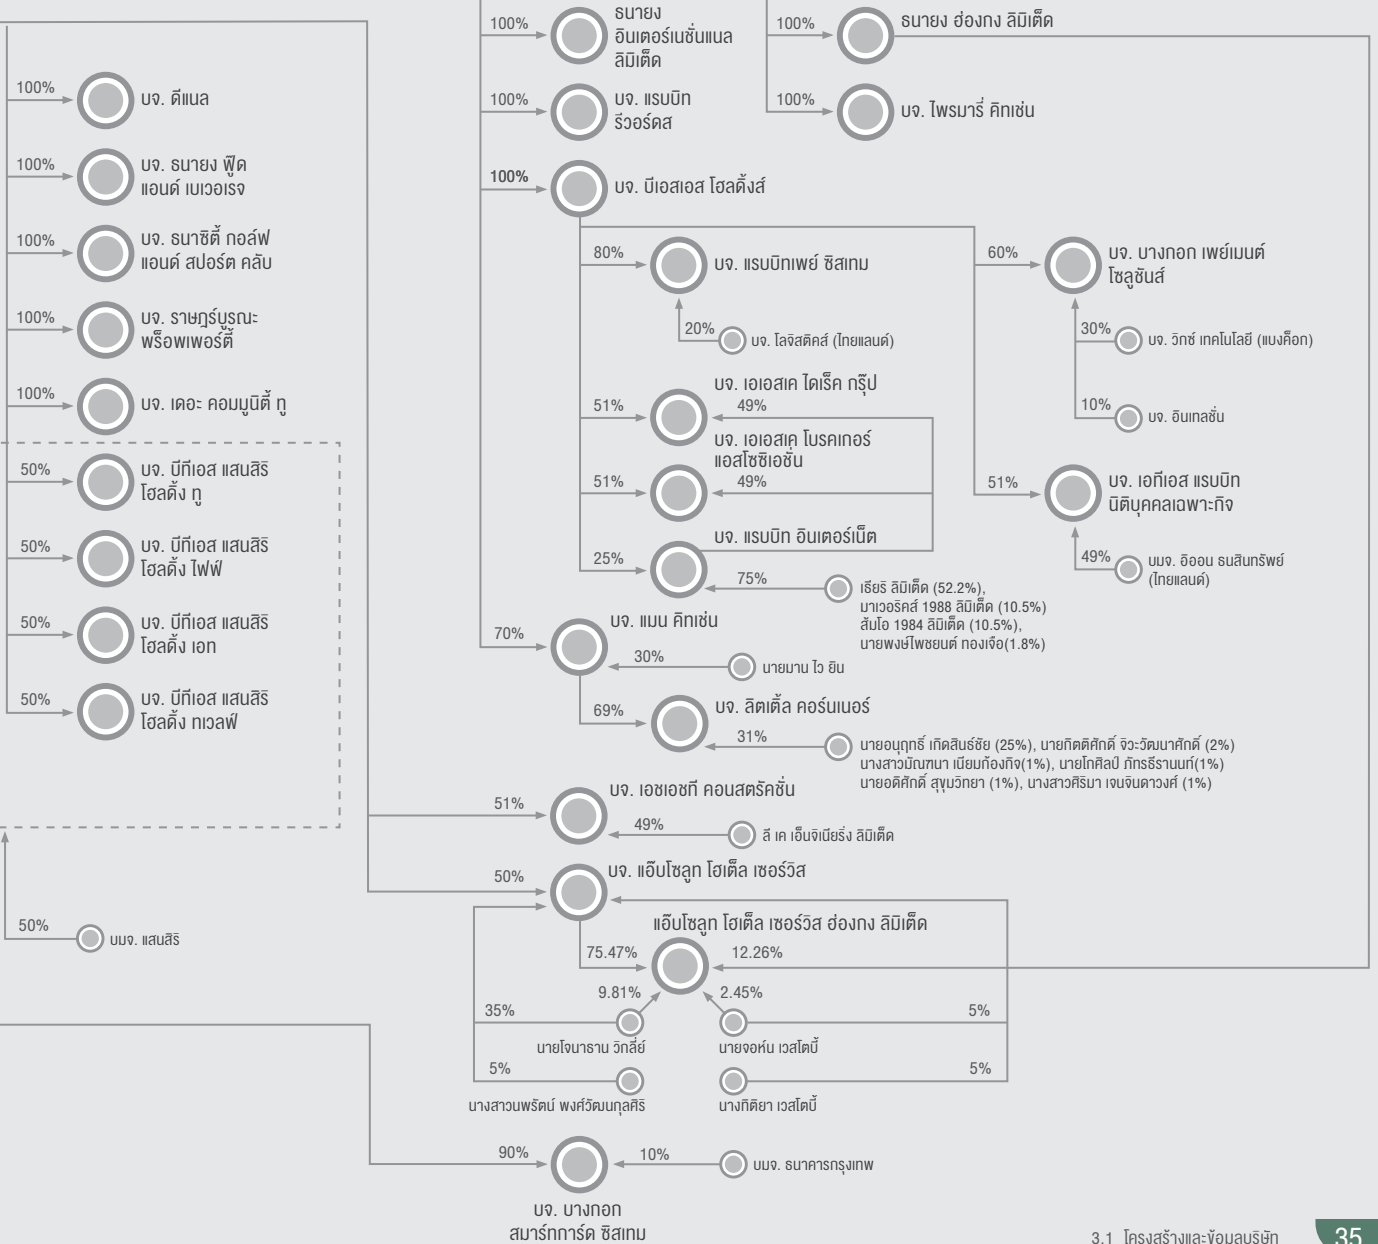 100%
บจ. ดีแนล
100%
บจ. ธนายง ฟู๊ด
แอนด์ เบเวอเรจ
100%
บจ. ธนาซิตี้ กอล์ฟ
แอนด์ สปอร์ต คลับ
100%
บจ. ราษฎร์บูรณะ
พร็อพเพอร์ตี้
100%
บจ. เดอะ คอมมูนิตี้ ทู
50%
บจ. บีทีเอส แสนสิริ
โฮลดิ้ง ทู
50%
บจ. บีทีเอส แสนสิริ
โฮลดิ้ง ไฟฟ์
50%
บจ. บีทีเอส แสนสิริ
โฮลดิ้ง เอท
50%
บจ. บีทีเอส แสนสิริ
โฮลดิ้ง ทเวลฟ์
50%
บมจ. แสนสิริ
100%
ธนายง
อินเตอร์เนชั่นแนล
ลิมิเต็ด
100%
ธนายง ฮ่องกง ลิมิเต็ด
100%
บจ. แรบบิท
รีวอร์ดส
100%
บจ. ไพรมารี่ คิทเช่น
100%
บจ. บีเอสเอส โฮลดิ้งส์
80%
บจ. แรบบิทเพย์ ซิสเทม
20%
บจ. โลจิสติคส์ (ไทยแลนด์)
60%
บจ. บางกอก เพย์เมนต์
โซลูชันส์
30%
บจ. วิกซ์ เทคโนโลยี (แบงค็อก)
10%
บจ. อินเทลชั่น
บจ. เอเอสเค ไดเร็ค กรุ๊ป
51%
49%
บจ. เอเอสเค โบรคเกอร์
แอสโซซิเอชั่น
51%
49%
51%
บจ. เอทีเอส แรบบิท
นิติบุคคลเฉพาะกิจ
49%
บมจ. อิออน ธนสินทรัพย์
(ไทยแลนด์)
บจ. แรบบิท อินเตอร์เน็ต
25%
75%
เธียริ ลิมิเต็ด (52.2%),
มาเวอริคส์ 1988 ลิมิเต็ด (10.5%)
ส้มโอ 1984 ลิมิเต็ด (10.5%),
นายพงษ์ไพชยนต์ ทองเจือ(1.8%)
บจ. แมน คิทเช่น
70%
30%
นายมาน ไว ยิน
บจ. ลิตเติ้ล คอร์นเนอร์
69%
31%
นายอนุฤทธิ์ เกิดสินธ์ชัย (25%), นายกิตติศักดิ์ จิวะวัฒนาศักดิ์ (2%)
นางสาวมัณฑนา เนียมก้องกิจ(1%), นายโกศิลป์ ภัทรธีรานนท์(1%)
นายอดิศักดิ์ สุขุมวิทยา (1%), นางสาวศิริมา เจนจินดาวงศ์ (1%)
บจ. เอชเอชที คอนสตรัคชั่น
51%
49%
ลี เค เอ็นจิเนียริ่ง ลิมิเต็ด
บจ. แอ๊บโซลูท โฮเต็ล เซอร์วิส
50%
แอ๊บโซลูท โฮเต็ล เซอร์วิส ฮ่องกง ลิมิเต็ด
75.47%
12.26%
9.81%
2.45%
35%
5%
นายโจนาธาน วิกลี่ย์
นายจอห์น เวสโตบี้
5%
5%
นางสาวนพรัตน์ พงศ์วัฒนกุลศิริ
นางทิติยา เวสโตบี้
90%
10%
บมจ. ธนาคารกรุงเทพ
บจ. บางกอก
สมาร์ทการ์ด ซิสเทม
3.1 โครงสร้างและข้อมูลบริษัท
35